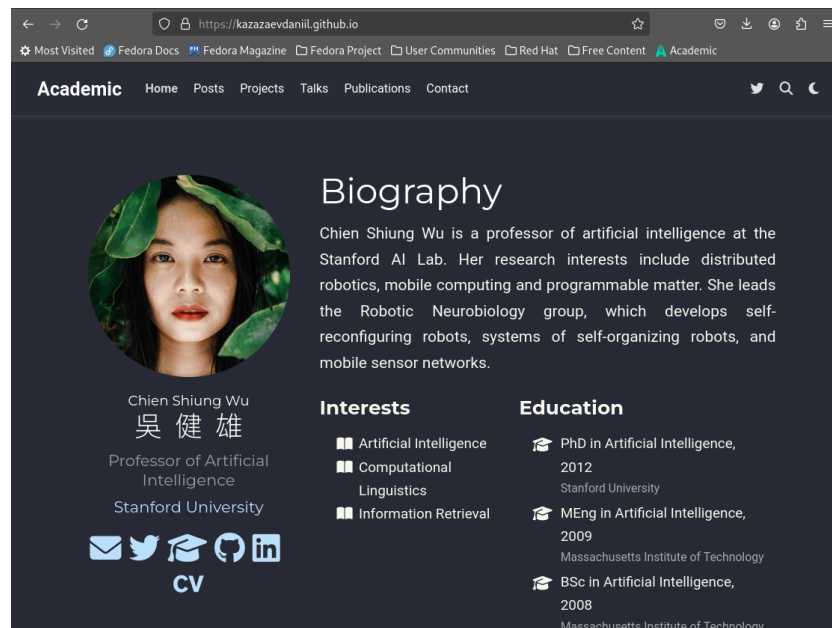 https://kazazaevdaniil.github.io
Most Visited Fedora Docs Fedora Magazine Fedora Project User Communities Red Hat Free Content Academic
Academic Home Posts Projects Talks Publications Contact
Biography
Chien Shiung Wu is a professor of artificial intelligence at the
Stanford AI Lab. Her research interests include distributed
robotics, mobile computing and programmable matter. She leads
the Robotic Neurobiology group, which develops self-
reconfiguring robots, systems of self-organizing robots, and
mobile sensor networks.
Chien Shiung Wu
吳健雄
Professor of Artificial
Intelligence
Stanford University
CV
Interests
Artificial Intelligence
Computational
Linguistics
Information Retrieval
Education
PhD in Artificial Intelligence,
2012
Stanford University
MEng in Artificial Intelligence,
2009
Massachusetts Institute of Technology
BSc in Artificial Intelligence,
2008
Massachusetts Institute of Technology